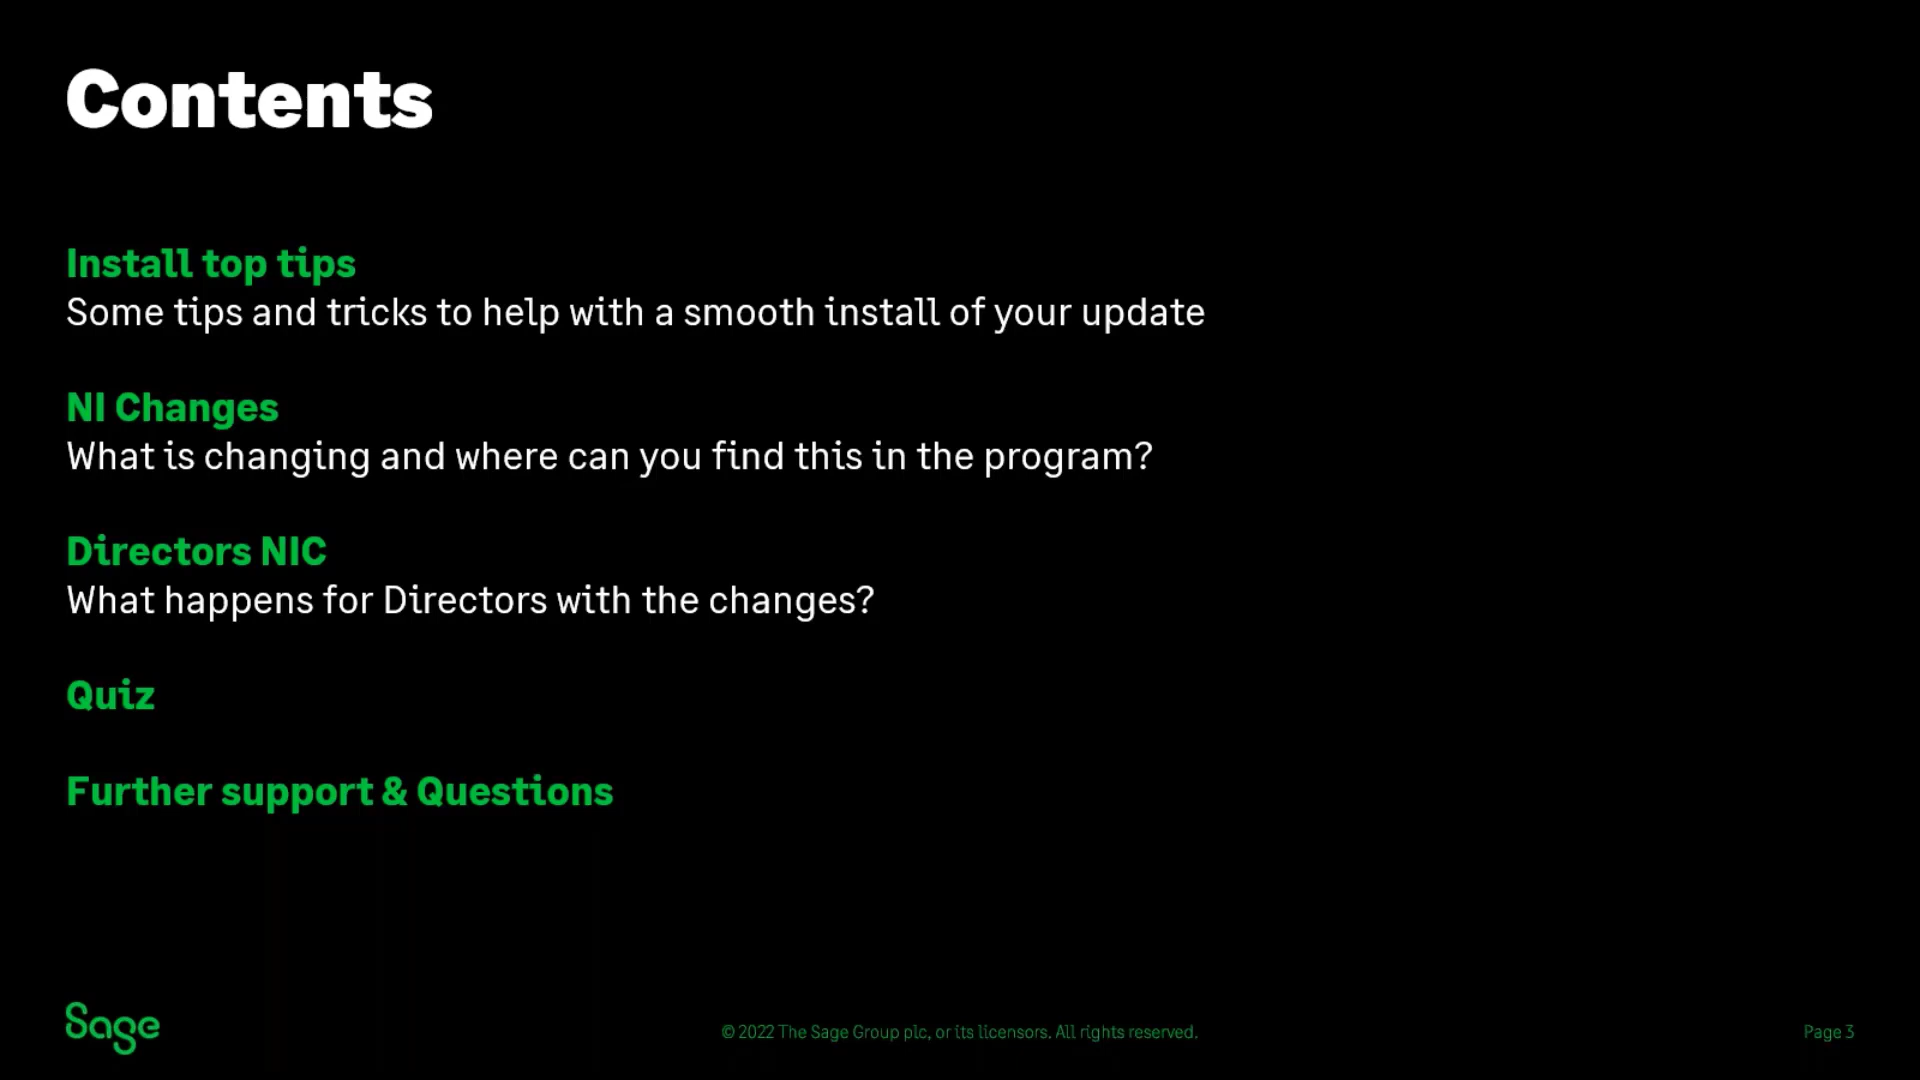 Contents
Install top tips
Some tips and tricks to help with a smooth install of your update
NI Changes
What is changing and where can you find this in the program?
Directors NIC
What happens for Directors with the changes?
Quiz
Further support & Questions
Sage
© 2022 The Sage Group plc, or its licensors. All rights reserved.
Page 3